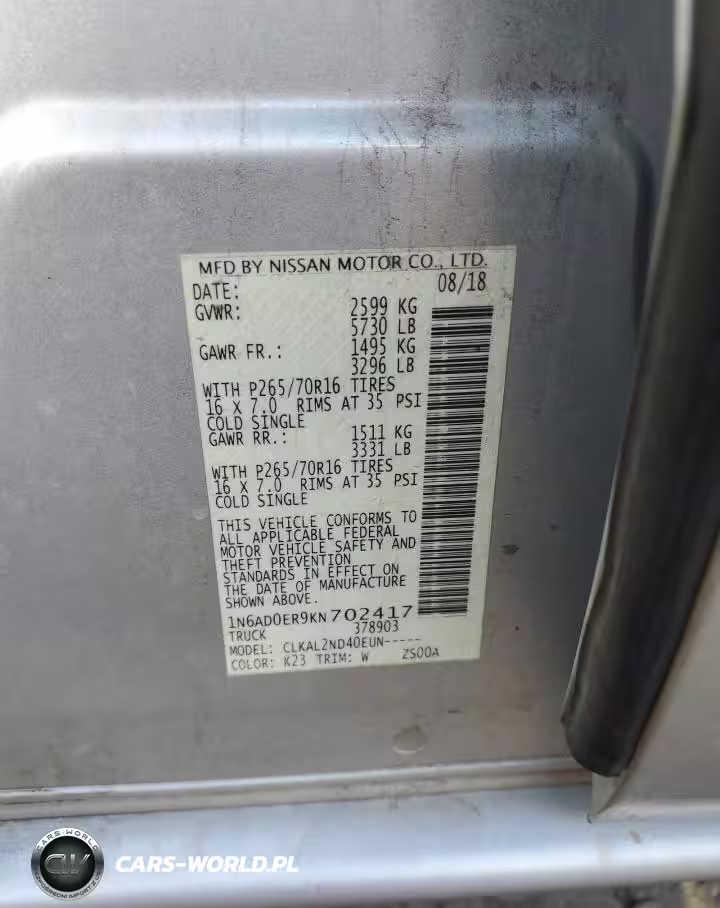 MFD BY NISSAN MOTOR CO., LTD.
DATE: 08/18
GVWR: 2599 KG
5730 LB
GAWR FR.: 1495 KG
3296 LB
WITH P265/70R16 TIRES
16 X 7.0 RIMS AT 35 PSI
COLD SINGLE
GAWR RR.: 1511 KG
3331 LB
WITH P265/70R16 TIRES
16 X 7.0 RIMS AT 35 PSI
COLD SINGLE
THIS VEHICLE CONFORMS TO
ALL APPLICABLE FEDERAL
MOTOR VEHICLE SAFETY AND
THEFT PREVENTION
STANDARDS IN EFFECT ON
THE DATE OF MANUFACTURE
SHOWN ABOVE.
1N6AD0ER9KN702417
TRUCK 378903
MODEL: CLKAL2ND40EUN-----
COLOR: K23 TRIM: W ZS00A
CARS-WORLD
CW
CARS-WORLD.PL